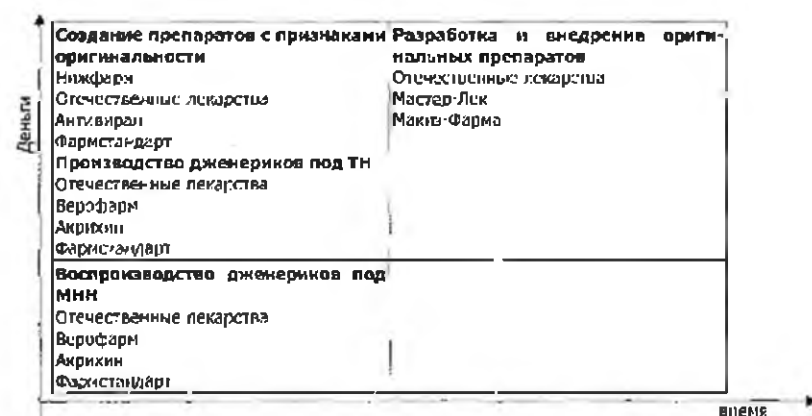 Деньги
Создание препаратов с признаками
оригинальности
Нижфарм
Отечественные лекарства
Антивирал
Фармстандарт
Производство дженериков под ТН
Отечественные лекарства
Верофарм
Акрихин
Фармстандарт
Воспроизводство дженериков под
МНН
Отечественные лекарства
Верофарм
Акрихин
Фармстандарт
Разработка и внедрение ориги-
нальных препаратов
Отечественные лекарства
Мастер-Лек
Макиз-Фарма
время